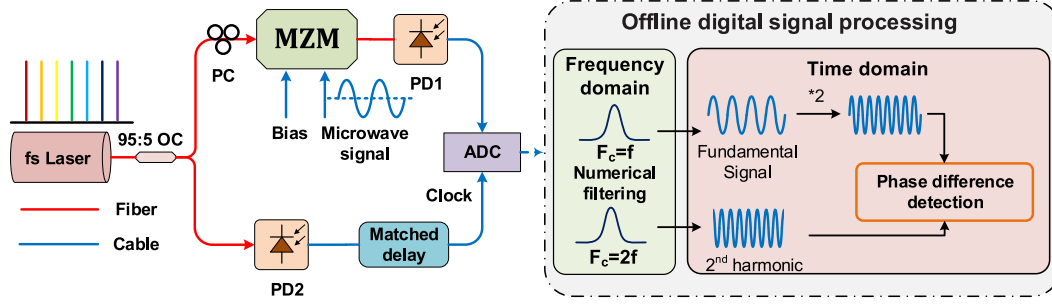 fs Laser
95:5 OC
Fiber
Cable
PC
MZM
Bias
Microwave
signal
PD1
PD2
Matched
delay
ADC
Clock
Offline digital signal processing
Frequency
domain
F_c=f
Numerical
filtering
F_c=2f
Time domain
*2
Fundamental
Signal
2nd harmonic
Phase difference
detection